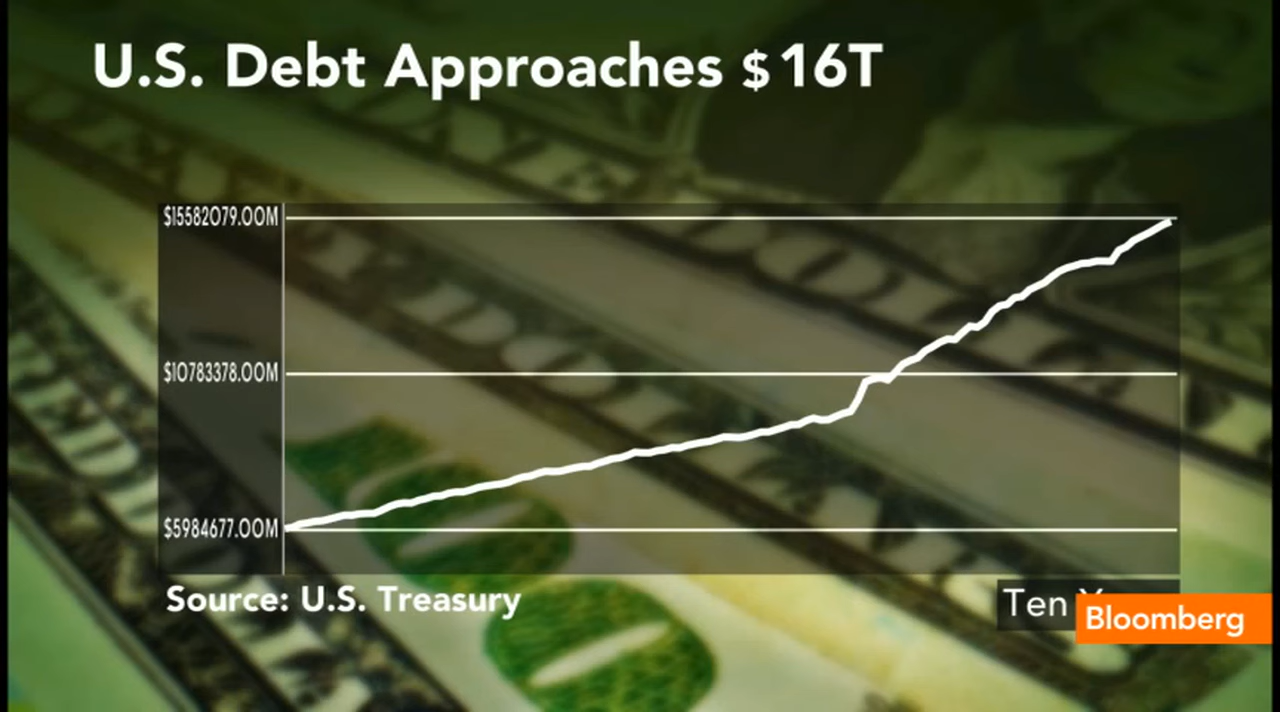 U.S. Debt Approaches $16T
$15582079.00M
$10783378.00M
$5984677.00M
Source: U.S. Treasury
Ten
Bloomberg